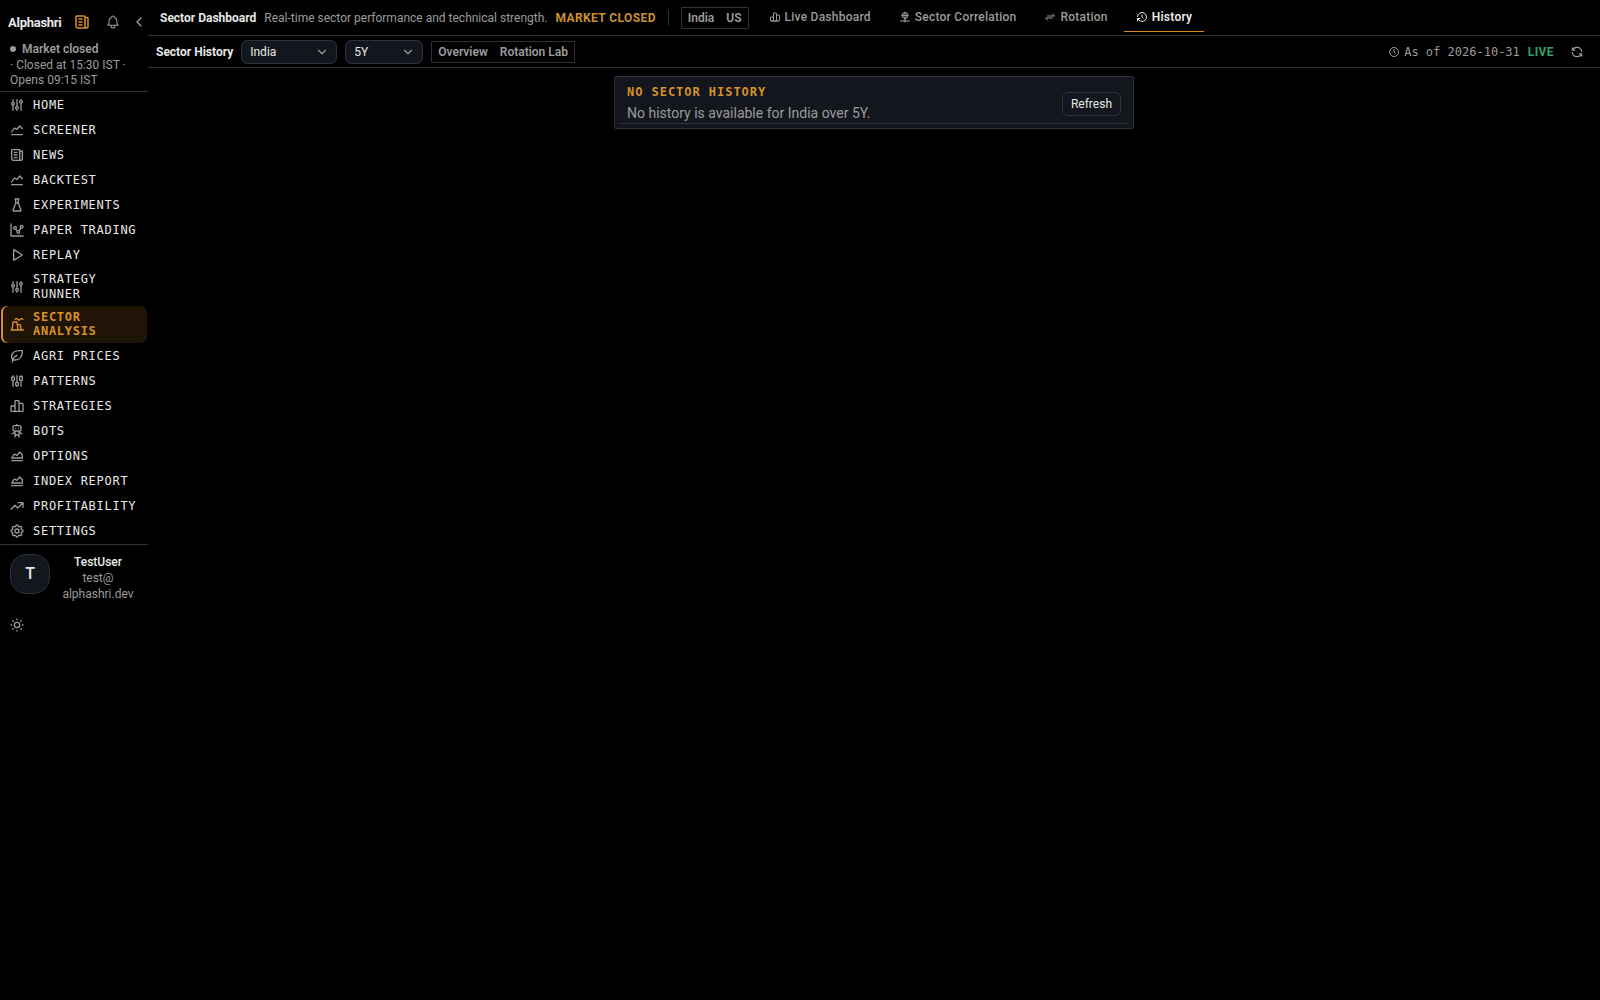 Alphashri
Market closed
· Closed at 15:30 IST ·
Opens 09:15 IST
HOME
SCREENER
NEWS
BACKTEST
EXPERIMENTS
PAPER TRADING
REPLAY
STRATEGY
RUNNER
SECTOR
ANALYSIS
AGRI PRICES
PATTERNS
STRATEGIES
BOTS
OPTIONS
INDEX REPORT
PROFITABILITY
SETTINGS
T
TestUser
test@
alphashri.dev
Sector Dashboard Real-time sector performance and technical strength. MARKET CLOSED India US Live Dashboard Sector Correlation Rotation History
Sector History India 5Y Overview Rotation Lab As of 2026-10-31 LIVE
NO SECTOR HISTORY
No history is available for India over 5Y.
Refresh